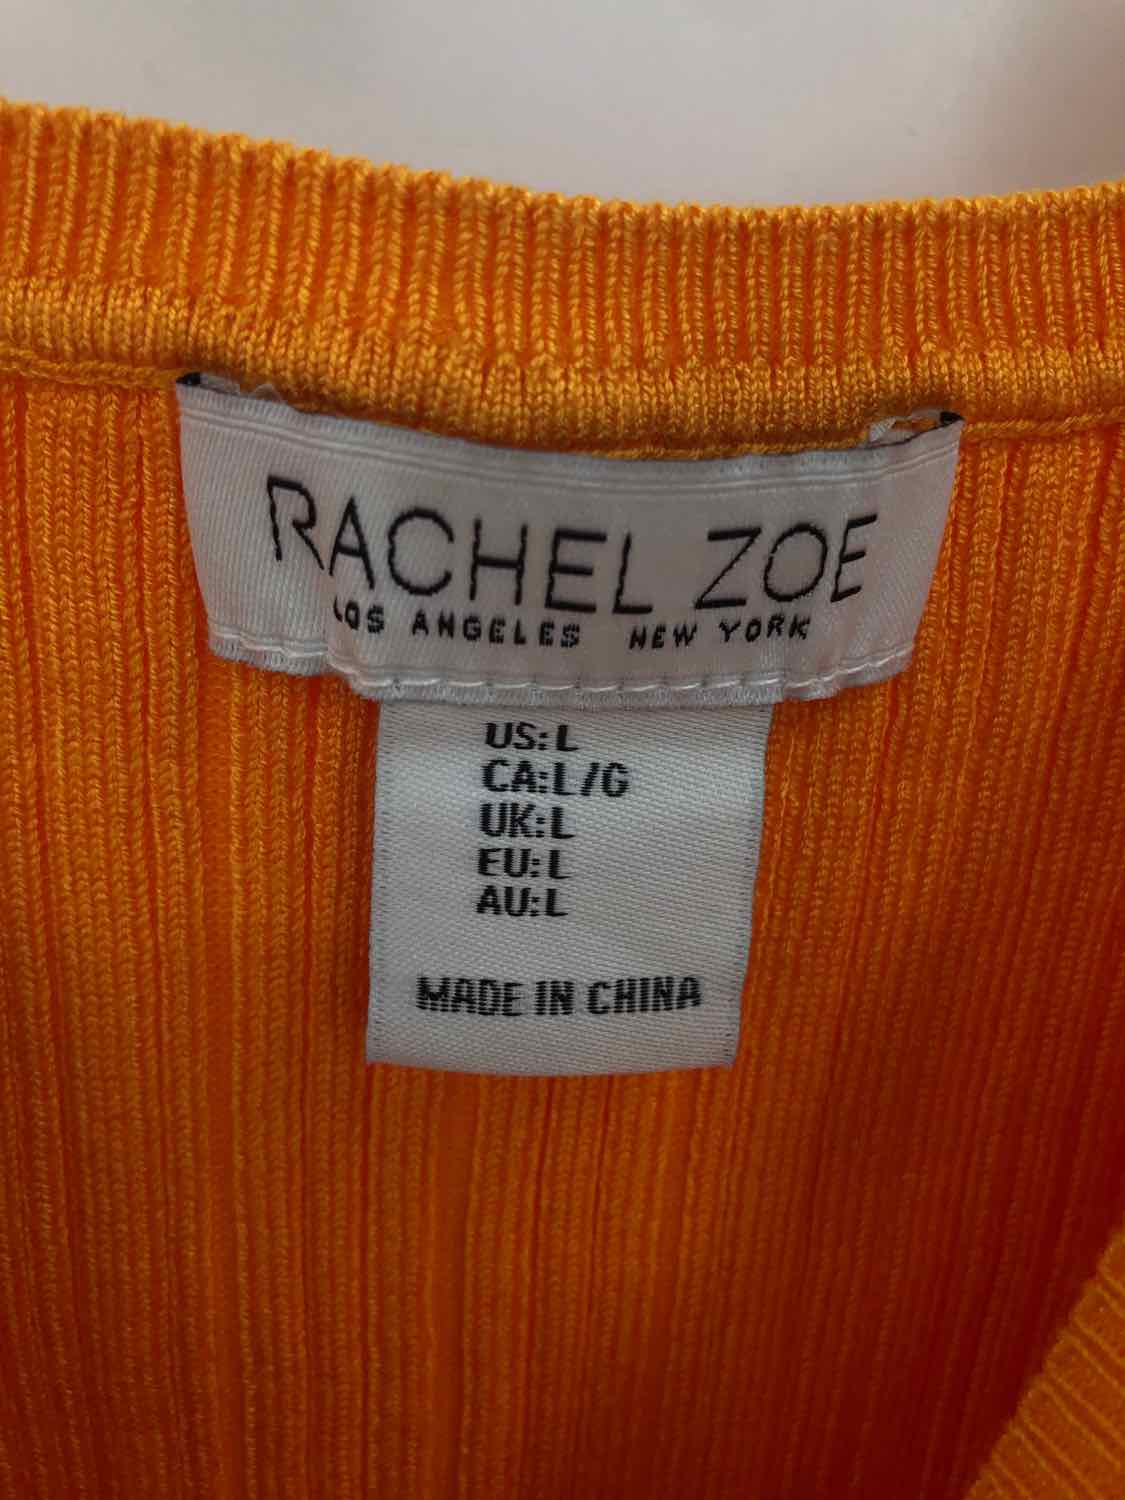 RACHEL ZOE
LOS ANGELES NEW YORK
US:L
CA:L/G
UK:L
EU:L
AU:L
MADE IN CHINA